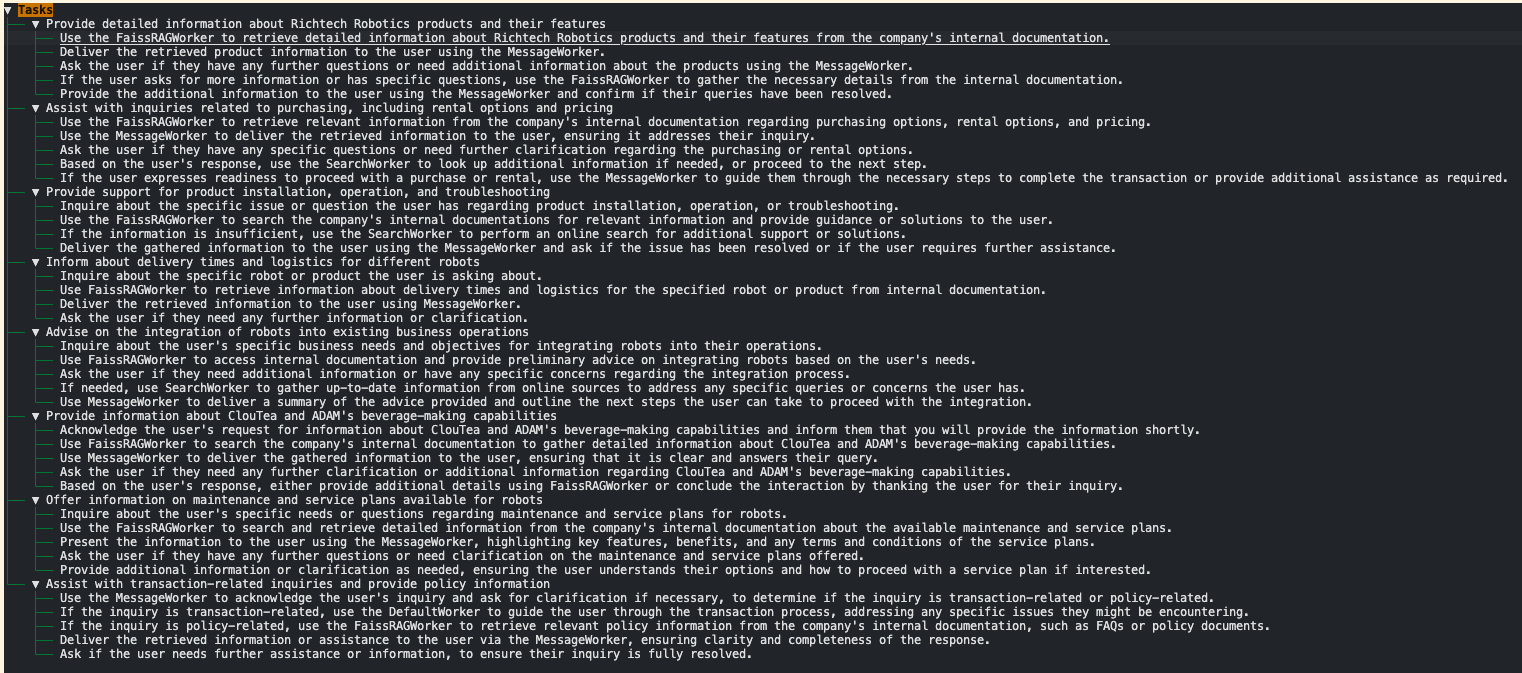 ▼ Tasks
▼ Provide detailed information about Richtech Robotics products and their features
Use the FaissRAGWorker to retrieve detailed information about Richtech Robotics products and their features from the company's internal documentation.
Deliver the retrieved product information to the user using the MessageWorker.
Ask the user if they have any further questions or need additional information about the products using the MessageWorker.
If the user asks for more information or has specific questions, use the FaissRAGWorker to gather the necessary details from the internal documentation.
Provide the additional information to the user using the MessageWorker and confirm if their queries have been resolved.
▼ Assist with inquiries related to purchasing, including rental options and pricing
Use the FaissRAGWorker to retrieve relevant information from the company's internal documentation regarding purchasing options, rental options, and pricing.
Use the MessageWorker to deliver the retrieved information to the user, ensuring it addresses their inquiry.
Ask the user if they have any specific questions or need further clarification regarding the purchasing or rental options.
Based on the user's response, use the SearchWorker to look up additional information if needed, or proceed to the next step.
If the user expresses readiness to proceed with a purchase or rental, use the MessageWorker to guide them through the necessary steps to complete the transaction or provide additional assistance as required.
▼ Provide support for product installation, operation, and troubleshooting
Inquire about the specific issue or question the user has regarding product installation, operation, or troubleshooting.
Use the FaissRAGWorker to search the company's internal documentations for relevant information and provide guidance or solutions to the user.
If the information is insufficient, use the SearchWorker to perform an online search for additional support or solutions.
Deliver the gathered information to the user using the MessageWorker and ask if the issue has been resolved or if the user requires further assistance.
▼ Inform about delivery times and logistics for different robots
Inquire about the specific robot or product the user is asking about.
Use FaissRAGWorker to retrieve information about delivery times and logistics for the specified robot or product from internal documentation.
Deliver the retrieved information to the user using MessageWorker.
Ask the user if they need any further information or clarification.
▼ Advise on the integration of robots into existing business operations
Inquire about the user's specific business needs and objectives for integrating robots into their operations.
Use FaissRAGWorker to access internal documentation and provide preliminary advice on integrating robots based on the user's needs.
Ask the user if they need additional information or have any specific concerns regarding the integration process.
If needed, use SearchWorker to gather up-to-date information from online sources to address any specific queries or concerns the user has.
Use MessageWorker to deliver a summary of the advice provided and outline the next steps the user can take to proceed with the integration.
▼ Provide information about ClouTea and ADAM's beverage-making capabilities
Acknowledge the user's request for information about ClouTea and ADAM's beverage-making capabilities and inform them that you will provide the information shortly.
Use FaissRAGWorker to search the company's internal documentation to gather detailed information about ClouTea and ADAM's beverage-making capabilities.
Use MessageWorker to deliver the gathered information to the user, ensuring that it is clear and answers their query.
Ask the user if they need any further clarification or additional information regarding ClouTea and ADAM's beverage-making capabilities.
Based on the user's response, either provide additional details using FaissRAGWorker or conclude the interaction by thanking the user for their inquiry.
▼ Offer information on maintenance and service plans available for robots
Inquire about the user's specific needs or questions regarding maintenance and service plans for robots.
Use the FaissRAGWorker to search and retrieve detailed information from the company's internal documentation about the available maintenance and service plans.
Present the information to the user using the MessageWorker, highlighting key features, benefits, and any terms and conditions of the service plans.
Ask the user if they have any further questions or need clarification on the maintenance and service plans offered.
Provide additional information or clarification as needed, ensuring the user understands their options and how to proceed with a service plan if interested.
▼ Assist with transaction-related inquiries and provide policy information
Use the MessageWorker to acknowledge the user's inquiry and ask for clarification if necessary, to determine if the inquiry is transaction-related or policy-related.
If the inquiry is transaction-related, use the DefaultWorker to guide the user through the transaction process, addressing any specific issues they might be encountering.
If the inquiry is policy-related, use the FaissRAGWorker to retrieve relevant policy information from the company's internal documentation, such as FAQs or policy documents.
Deliver the retrieved information or assistance to the user via the MessageWorker, ensuring clarity and completeness of the response.
Ask if the user needs further assistance or information, to ensure their inquiry is fully resolved.